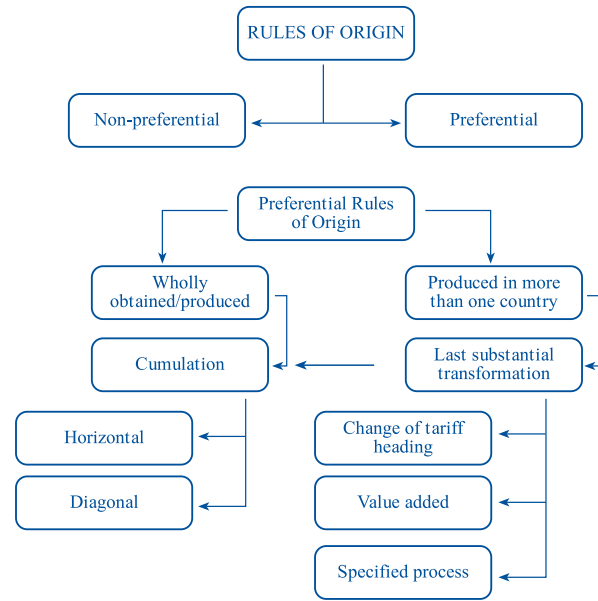 RULES OF ORIGIN
Non-preferential
Preferential
Preferential Rules
of Origin
Wholly
obtained/produced
Produced in more
than one country
Cumulation
Last substantial
transformation
Horizontal
Change of tariff
heading
Diagonal
Value added
Specified process